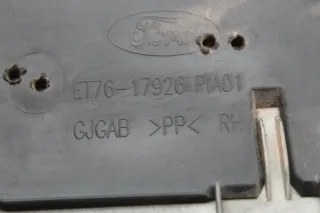 Ford
ET76-17926 PIA01
GJGAB >PP< RH